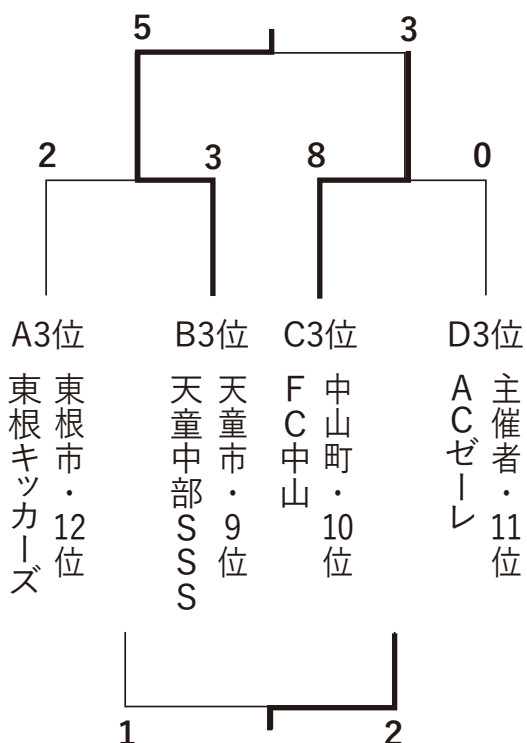 5 3
2 3 8 0
A3位 B3位 C3位 D3位
東根市・12位
東根キッカーズ
天童市・9位
天童中部SSS
中山町・10位
FC中山
主催者・11位
ACゼーレ
1 2